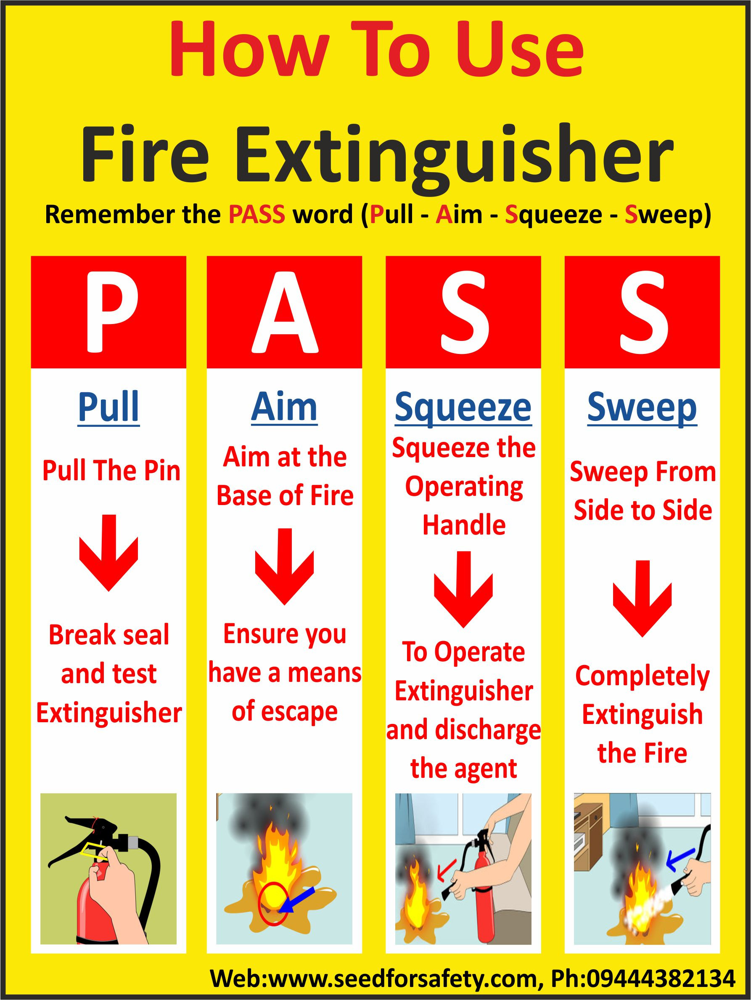 How To Use
Fire Extinguisher
Remember the PASS word (Pull - Aim - Squeeze - Sweep)
P
Pull
Pull The Pin
Break seal
and test
Extinguisher
A
Aim
Aim at the
Base of Fire
Ensure you
have a means
of escape
S
Squeeze
Squeeze the
Operating
Handle
To Operate
Extinguisher
and discharge
the agent
S
Sweep
Sweep From
Side to Side
Completely
Extinguish
the Fire
Web:www.seedforsafety.com, Ph:09444382134